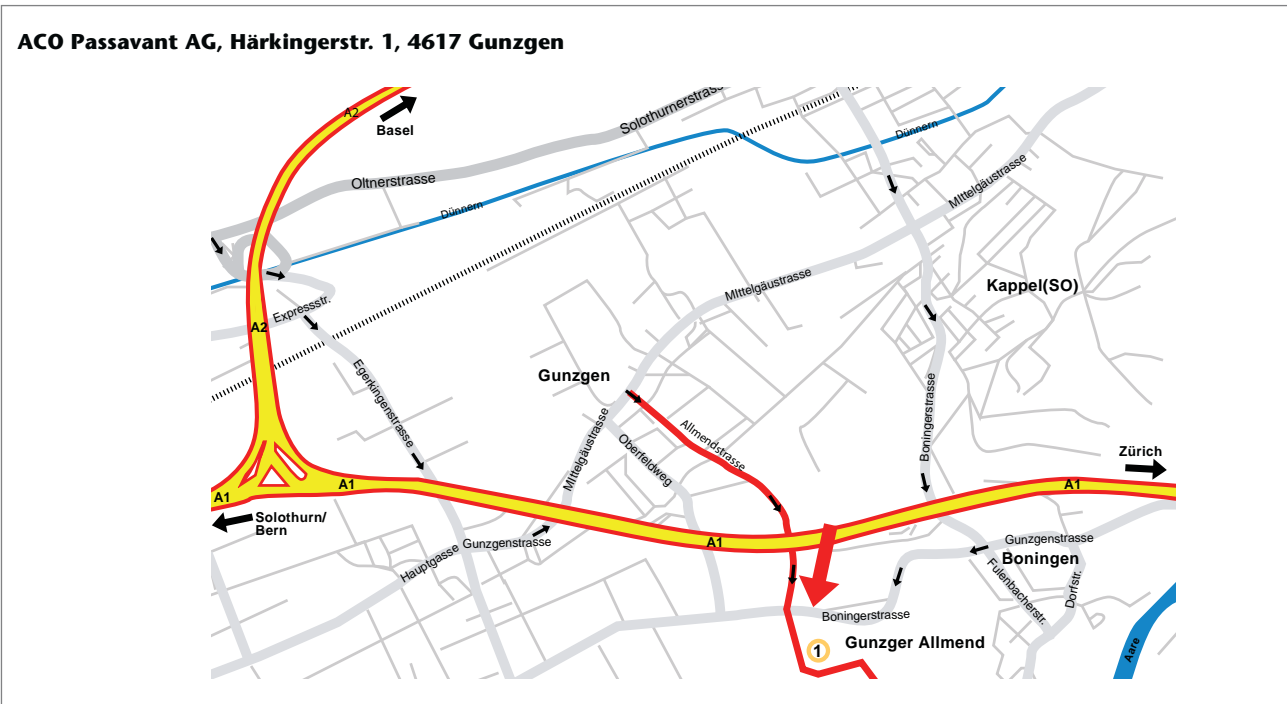 ACO Passavant AG, Härkingerstr. 1, 4617 Gunzgen
A2
Basel
Solothurnerstrasse
Dünnern
Oltnerstrasse
Dünnern
MIttelgäustrasse
Kappel(SO)
MIttelgäustrasse
Expressstr.
A2
Egerkingenstrasse
Gunzgen
MIttelgäustrasse
Allmendstrasse
Oberfeldweg
Boningerstrasse
Zürich
A1
A1
A1
A1
Solothurn/
Bern
Hauptgasse
Gunzgenstrasse
Gunzgenstrasse
Boningen
Fulenbacherstr.
Dorfstr.
Boningerstrasse
Gunzger Allmend
1
Aare